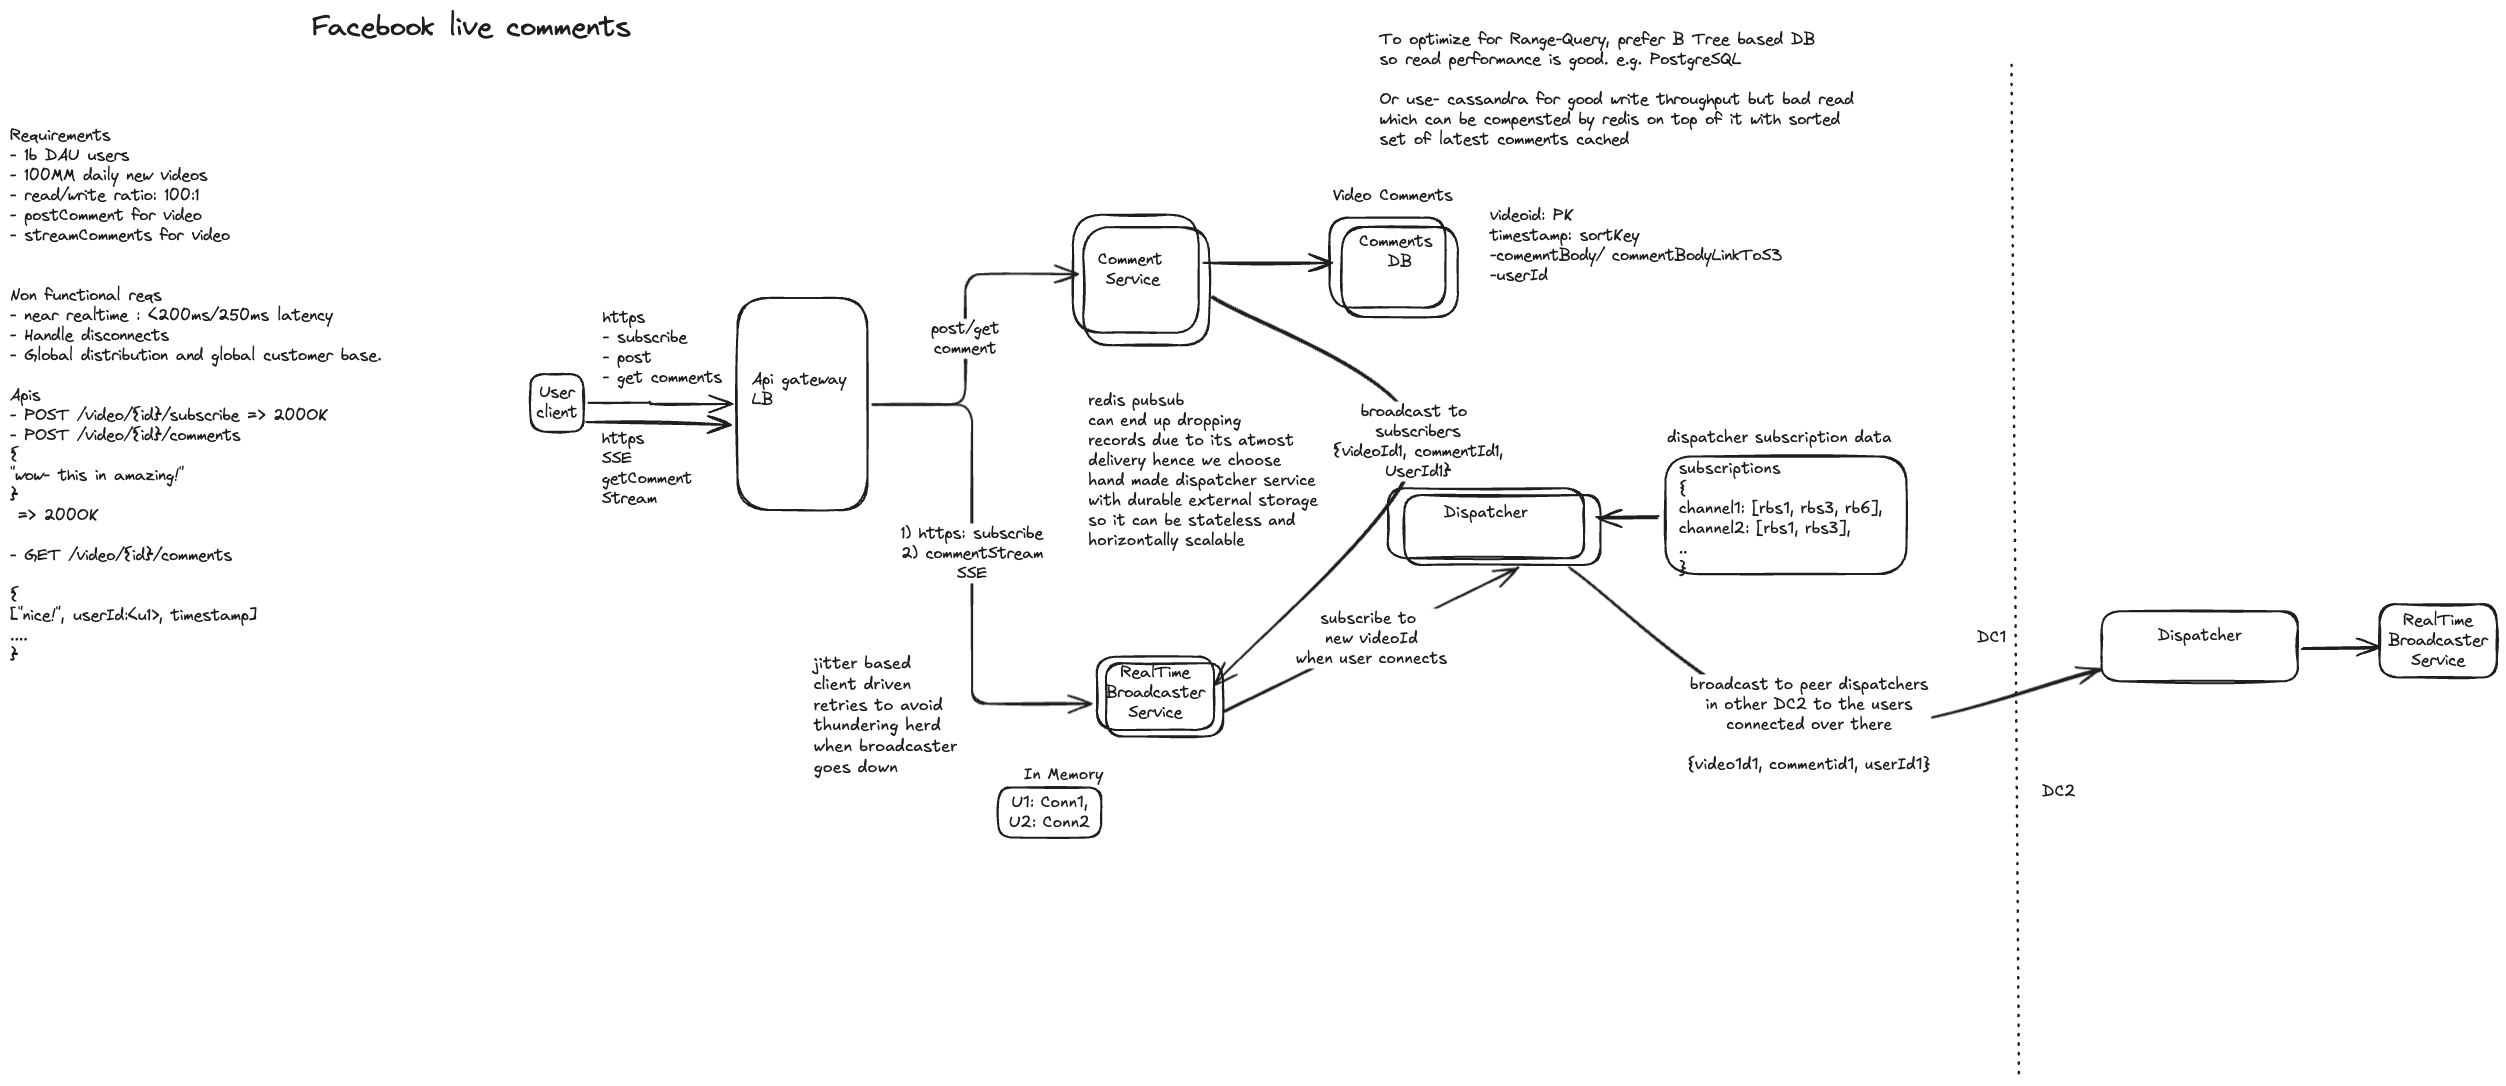 Facebook live comments
To optimize for Range-Query, prefer B Tree based DB
so read performance is good. e.g. PostgreSQL
Or use- cassandra for good write throughput but bad read
which can be compensted by redis on top of it with sorted
set of latest comments cached
Requirements
- 1b DAU users
- 100MM daily new videos
- read/write ratio: 100:1
- postComment for video
- streamComments for video
Non functional reqs
- near realtime : <200ms/250ms latency
- Handle disconnects
- Global distribution and global customer base.
Apis
- POST /video/{id}/subscribe => 200OK
- POST /video/{id}/comments
{
"wow- this in amazing!"
}
=> 200OK
- GET /video/{id}/comments
{
["nice!", userId:<u1>, timestamp]
....
}
User
client
https
- subscribe
- post
- get comments
https
SSE
getComment
Stream
Api gateway
LB
post/get
comment
1) https: subscribe
2) commentStream
SSE
Comment
Service
Video Comments
Comments
DB
videoid: PK
timestamp: sortKey
-comemntBody/ commentBodyLinkToS3
-userId
redis pubsub
can end up dropping
records due to its atmost
delivery hence we choose
hand made dispatcher service
with durable external storage
so it can be stateless and
horizontally scalable
broadcast to
subscribers
{videoId1, commentId1,
UserId1}
Dispatcher
dispatcher subscription data
subscriptions
{
channel1: [rbs1, rbs3, rb6],
channel2: [rbs1, rbs3],
..
}
subscribe to
new videoId
when user connects
jitter based
client driven
retries to avoid
thundering herd
when broadcaster
goes down
RealTime
Broadcaster
Service
In Memory
U1: Conn1,
U2: Conn2
broadcast to peer dispatchers
in other DC2 to the users
connected over there
{video1d1, commentid1, userId1}
DC1
DC2
Dispatcher
RealTime
Broadcaster
Service